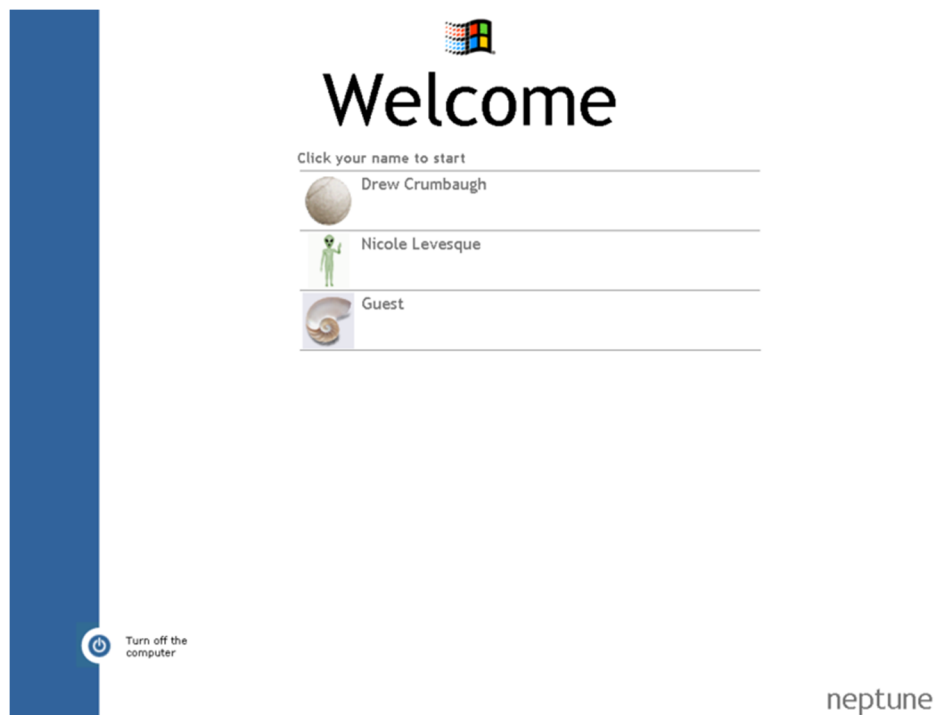 Welcome
Click your name to start
Drew Crumbaugh
Nicole Levesque
Guest
Turn off the
computer
neptune